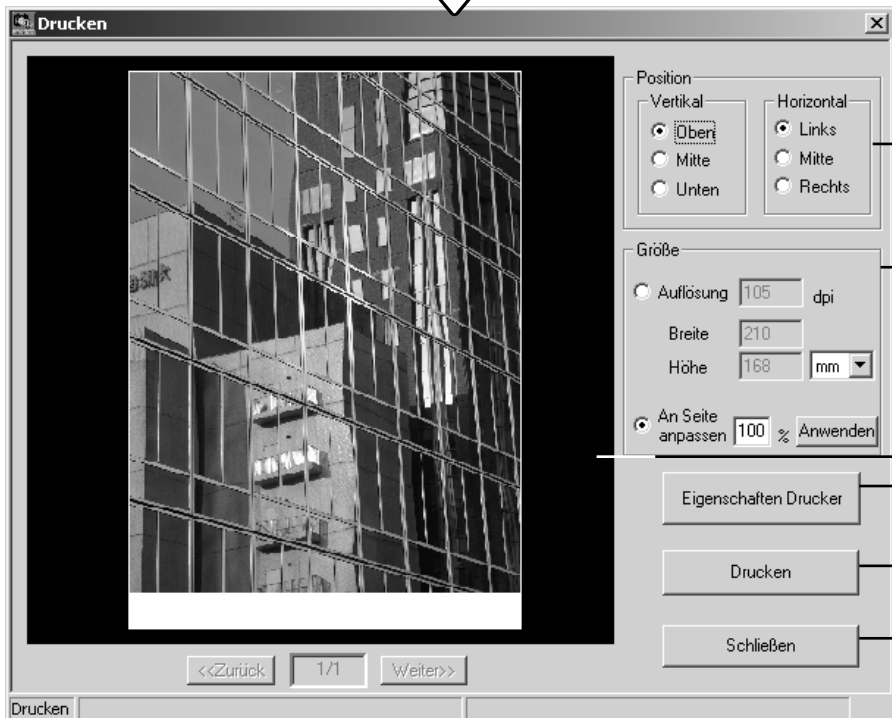 Drucken
Position
Vertikal
Oben
Mitte
Unten
Horizontal
Links
Mitte
Rechts
Größe
Auflösung 105 dpi
Breite 210
Höhe 168 mm
An Seite
anpassen 100 % Anwenden
Eigenschaften Drucker
Drucken
Schließen
<<Zurück 1/1 Weiter>>
Drucken